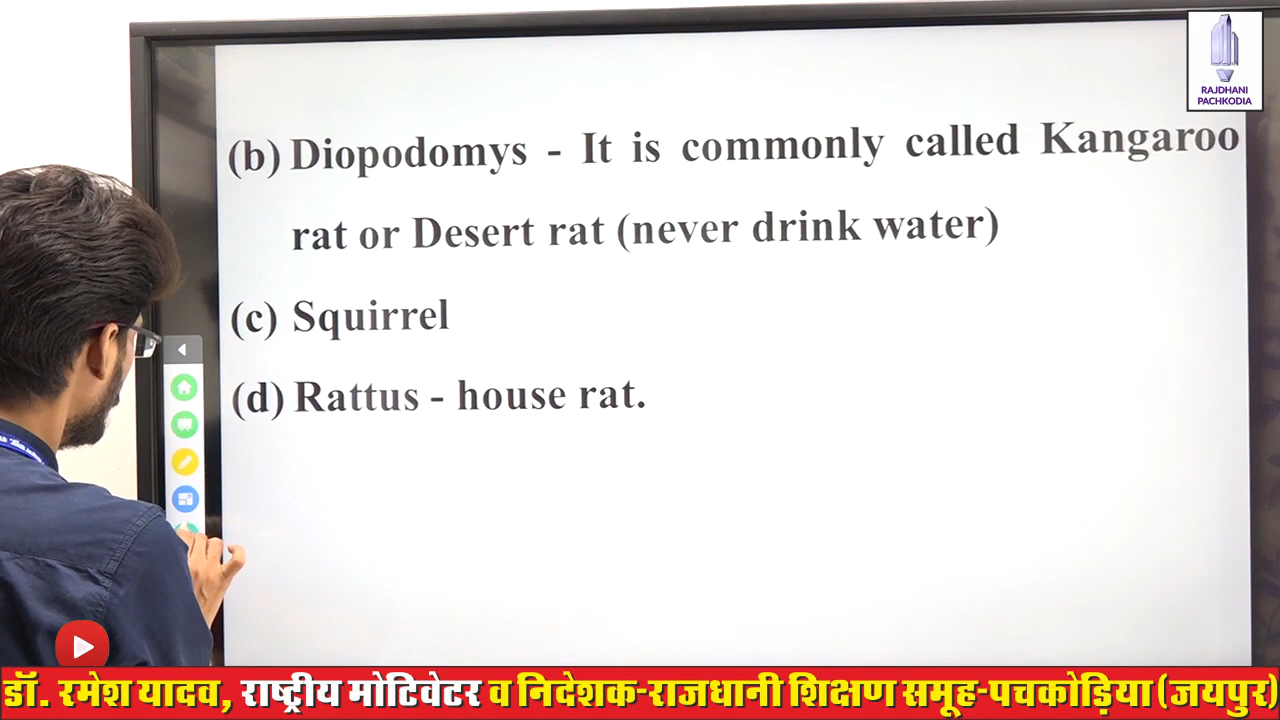 RAJDHANI
PACHKODIA
(b) Diopodomys - It is commonly called Kangaroo
rat or Desert rat (never drink water)
(c) Squirrel
(d) Rattus - house rat.
डॉ. रमेश यादव, राष्ट्रीय मोटिवेटर व निदेशक-राजधानी शिक्षण समूह-पचकोड़िया (जयपुर)